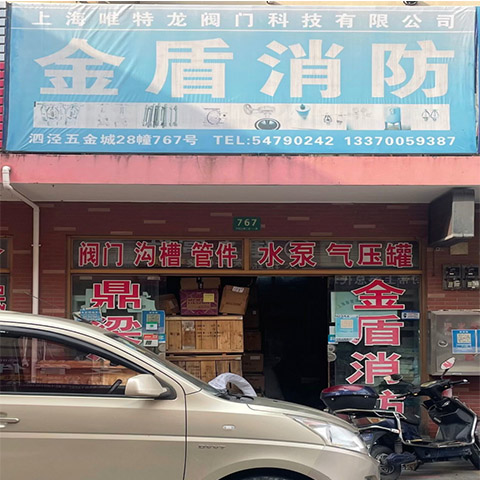 上海唯特龙阀门科技有限公司
金盾消防
泗泾五金城28幢767号 TEL:54790242 13370059387
767
阀门 沟槽 管件 水泵 气压罐
鼎梁
金盾消防